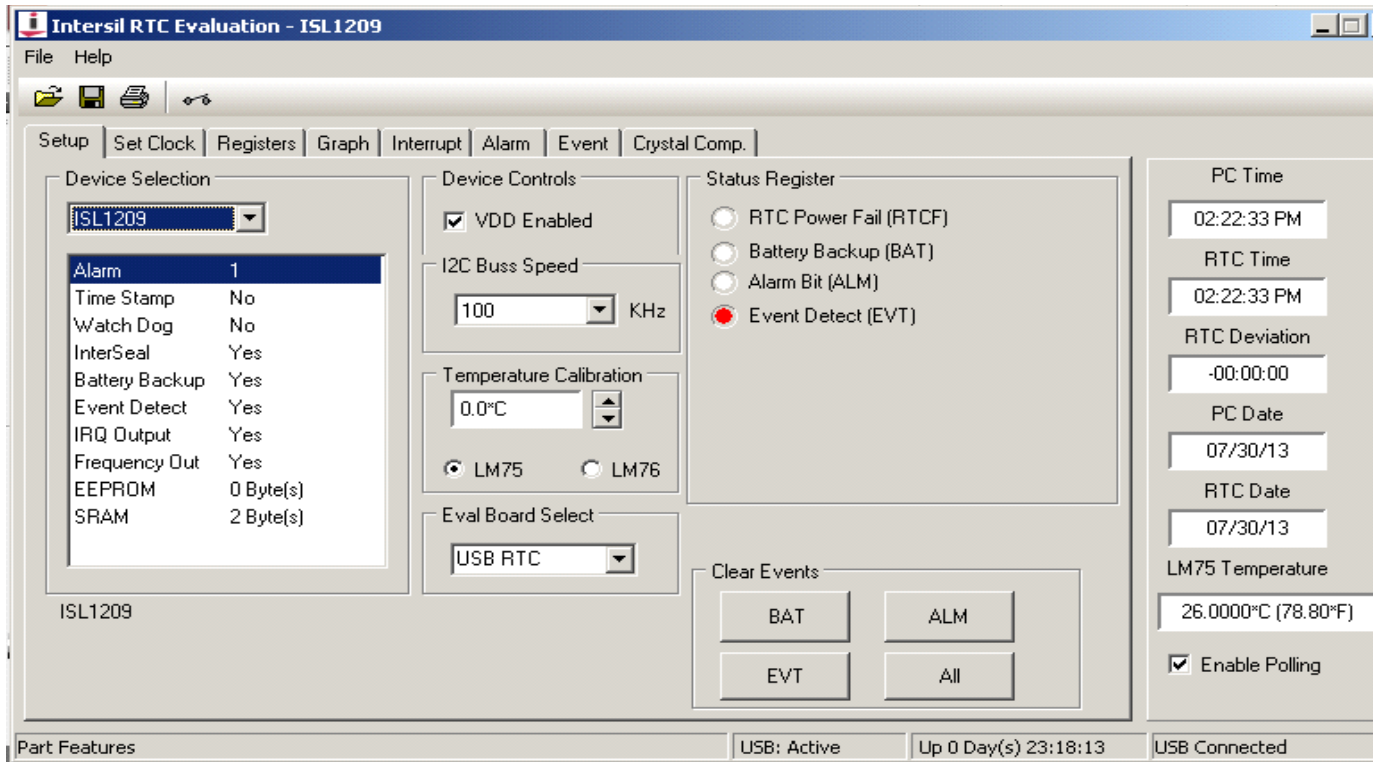 Intersil RTC Evaluation - ISL1209
File Help
Setup Set Clock Registers Graph Interrupt Alarm Event Crystal Comp.
Device Selection
ISL1209
Alarm 1
Time Stamp No
Watch Dog No
InterSeal Yes
Battery Backup Yes
Event Detect Yes
IRQ Output Yes
Frequency Out Yes
EEPROM 0 Byte(s)
SRAM 2 Byte(s)
ISL1209
Device Controls
VDD Enabled
I2C Buss Speed
100 KHz
Temperature Calibration
0.0*C
LM75 LM76
Eval Board Select
USB RTC
Status Register
RTC Power Fail (RTCF)
Battery Backup (BAT)
Alarm Bit (ALM)
Event Detect (EVT)
Clear Events
BAT ALM
EVT All
PC Time
02:22:33 PM
RTC Time
02:22:33 PM
RTC Deviation
-00:00:00
PC Date
07/30/13
RTC Date
07/30/13
LM75 Temperature
26.0000*C (78.80*F)
Enable Polling
Part Features USB: Active Up 0 Day(s) 23:18:13 USB Connected